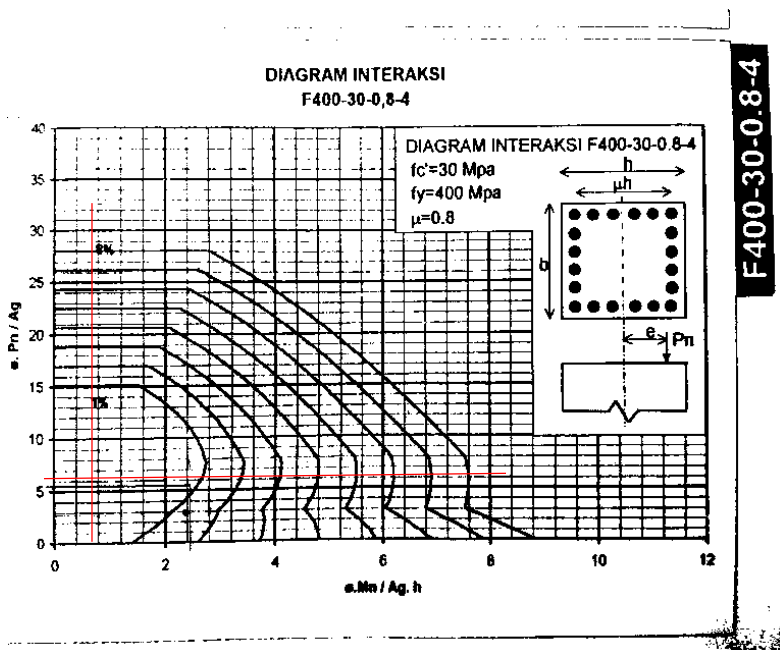 DIAGRAM INTERAKSI
F400-30-0,8-4
F400-30-0.8-4
DIAGRAM INTERAKSI F400-30-0.8-4
fc'=30 Mpa
fy=400 Mpa
µ=0.8
h
µh
b
e
Pn
8%
1%
ø. Pn / Ag
40
35
30
25
20
15
10
5
0
0
2
4
6
8
10
12
ø.Mn / Ag. h